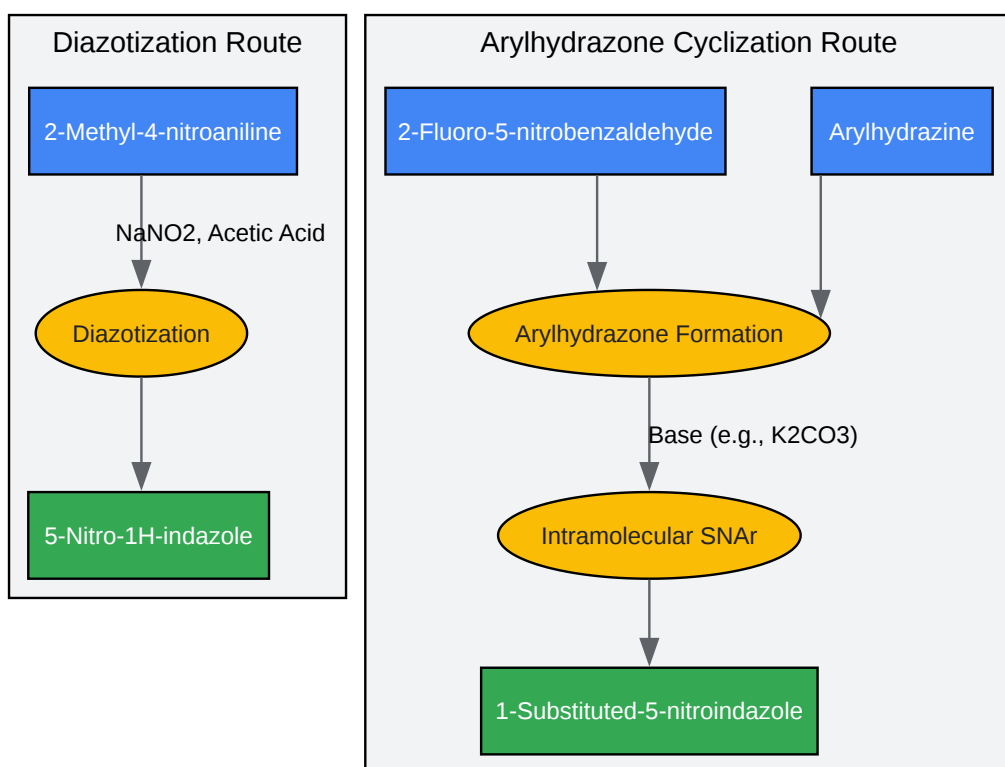 Diazotization Route
2-Methyl-4-nitroaniline
NaNO2, Acetic Acid
Diazotization
5-Nitro-1H-indazole
Arylhydrazone Cyclization Route
2-Fluoro-5-nitrobenzaldehyde
Arylhydrazine
Arylhydrazone Formation
Base (e.g., K2CO3)
Intramolecular SNAr
1-Substituted-5-nitroindazole